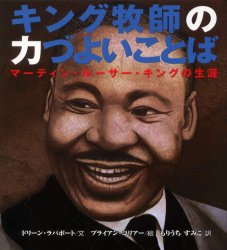 キング牧師の
力つよいことば
マーティン・ルーサー・キングの生涯
ドリーン・ラパポート/文 ブライアン・コリアー/絵 もりうち すみこ 訳